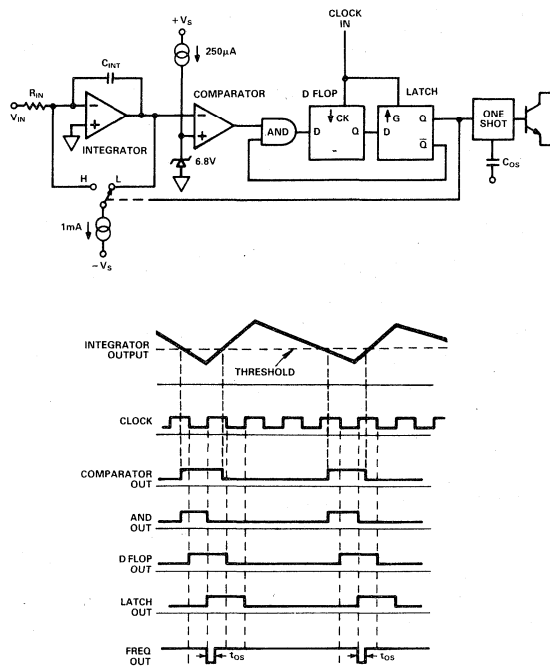 +VS
CLOCK
IN
250μA
CINT
RIN
COMPARATOR
D FLOP
LATCH
VIN
−
+
INTEGRATOR
−
+
AND
D
↓ CK
Q
↑ G
D
Q
Q̅
ONE
SHOT
6.8V
COS
H
L
1mA
−VS
INTEGRATOR
OUTPUT
THRESHOLD
CLOCK
COMPARATOR
OUT
AND
OUT
D FLOP
OUT
LATCH
OUT
FREQ
OUT
tOS
tOS